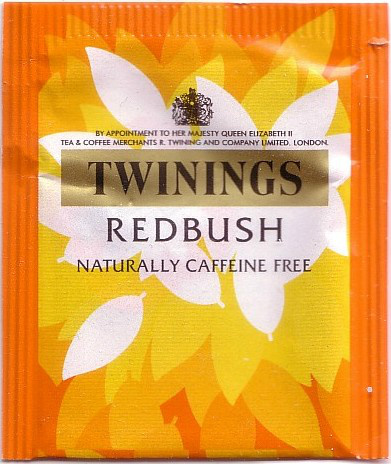 BY APPOINTMENT TO HER MAJESTY QUEEN ELIZABETH II
TEA & COFFEE MERCHANTS R. TWINING AND COMPANY LIMITED. LONDON.
TWININGS
REDBUSH
NATURALLY CAFFEINE FREE